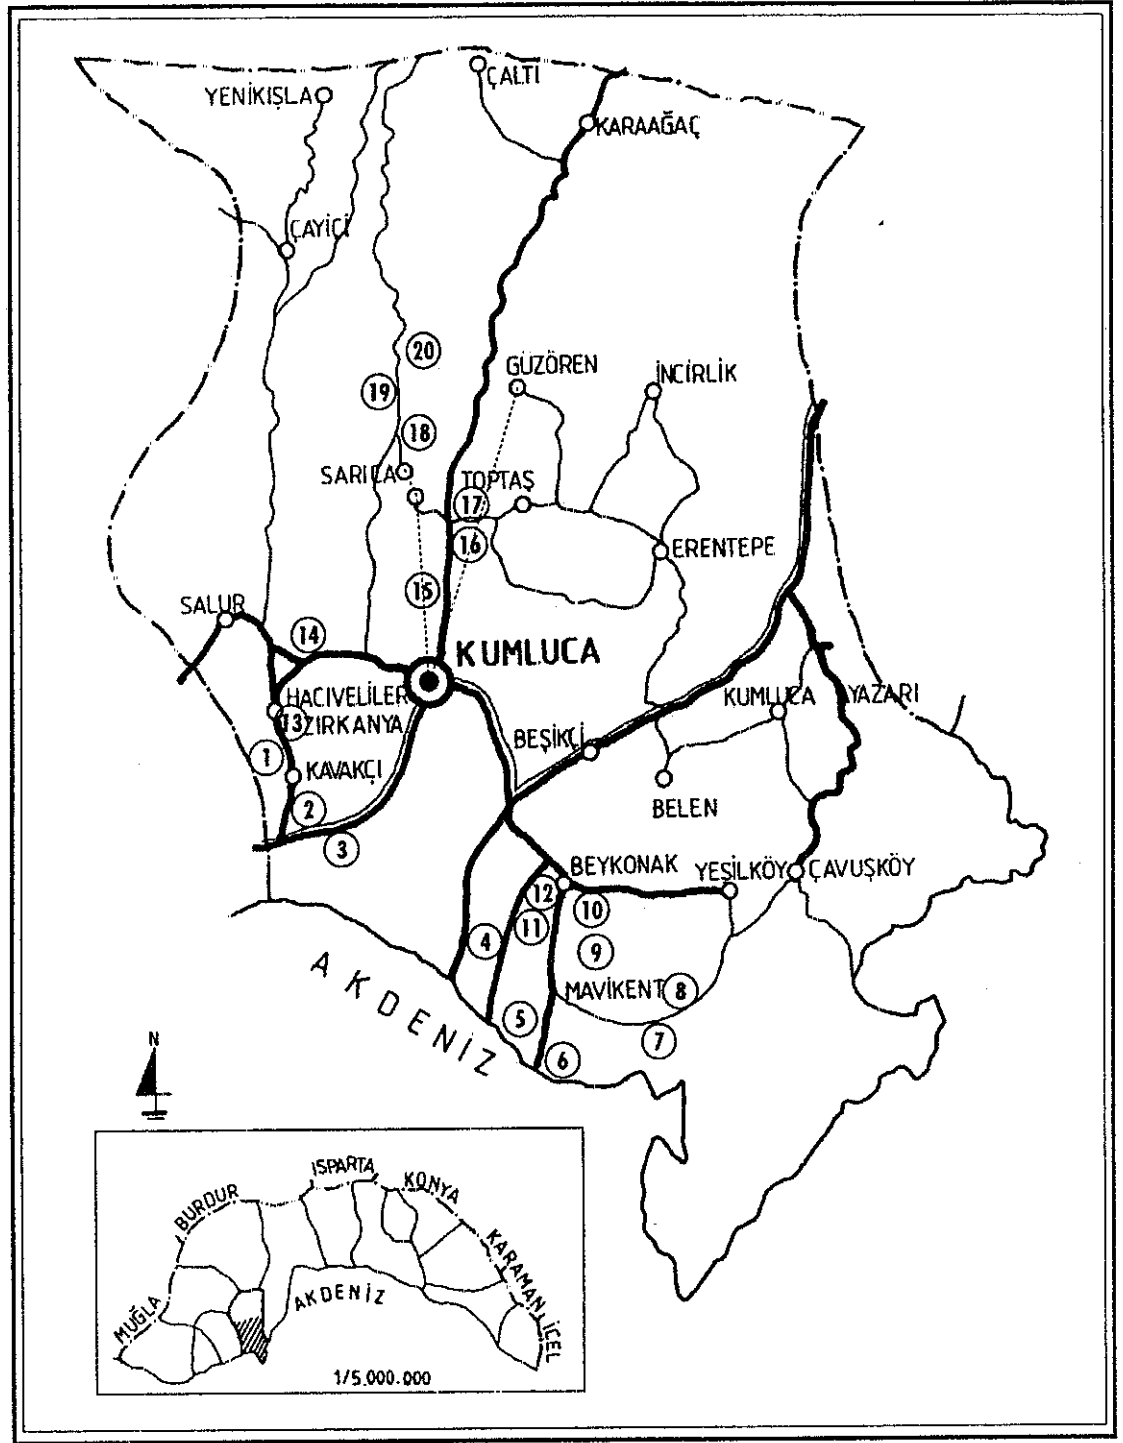 ÇALTI
YENİKIŞLA
KARAAĞAÇ
ÇAYİÇİ
20
GÜZÖREN
İNCİRLİK
19
18
SARICA
TOPTAŞ
17
16
ERENTEPE
15
SALUR
14
KUMLUCA
HACIVELİLER
13
ZIRKANYA
KUMLUCA YAZARI
BEŞİKÇİ
1
KAVAKÇI
2
BELEN
3
BEYKONAK
YEŞİLKÖY
ÇAVUŞKÖY
12
10
11
4
9
AKDENİZ
MAVİKENT
8
5
7
6
N
ISPARTA
KONYA
BURDUR
KARAMAN
AKDENİZ
MUĞLA
İÇEL
1/5.000.000